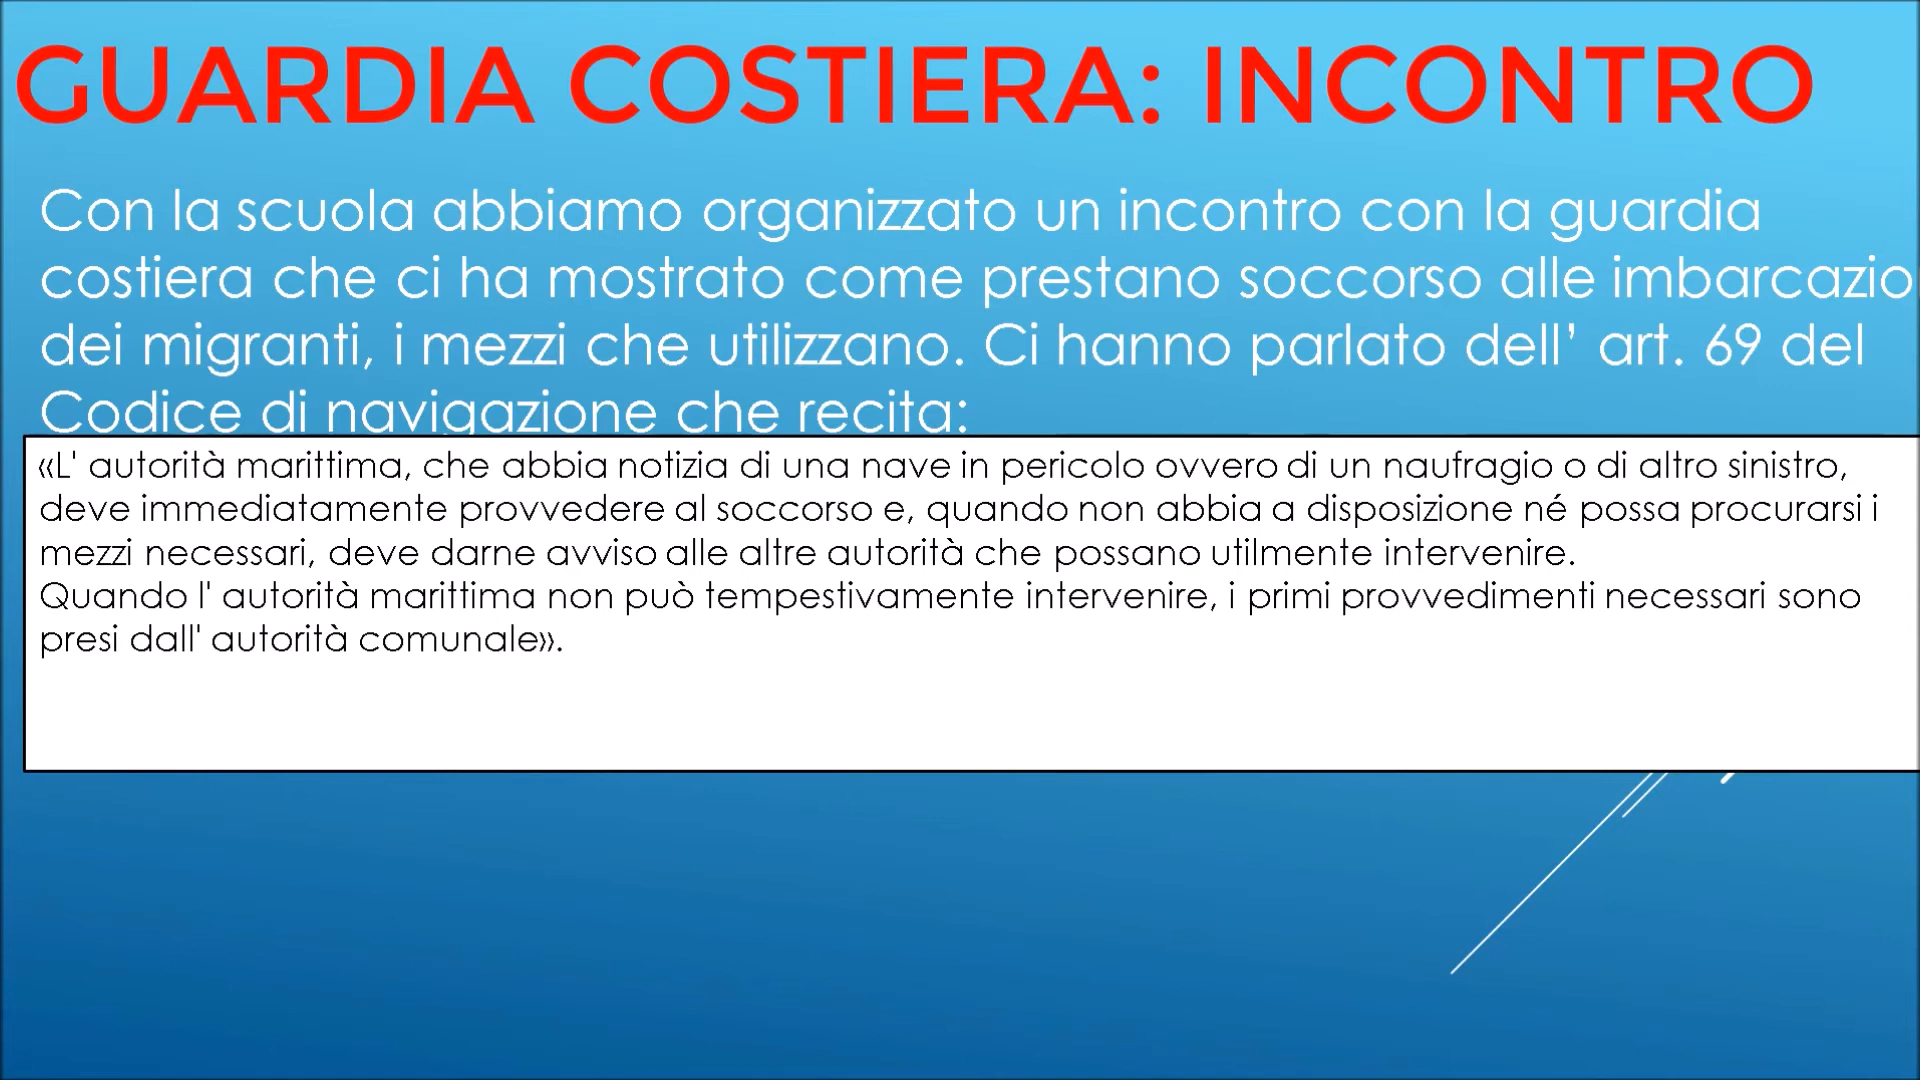 GUARDIA COSTIERA: INCONTRO
Con la scuola abbiamo organizzato un incontro con la guardia
costiera che ci ha mostrato come prestano soccorso alle imbarcazio
dei migranti, i mezzi che utilizzano. Ci hanno parlato dell’ art. 69 del
Codice di navigazione che recita:
«L' autorità marittima, che abbia notizia di una nave in pericolo ovvero di un naufragio o di altro sinistro,
deve immediatamente provvedere al soccorso e, quando non abbia a disposizione né possa procurarsi i
mezzi necessari, deve darne avviso alle altre autorità che possano utilmente intervenire.
Quando l' autorità marittima non può tempestivamente intervenire, i primi provvedimenti necessari sono
presi dall' autorità comunale».